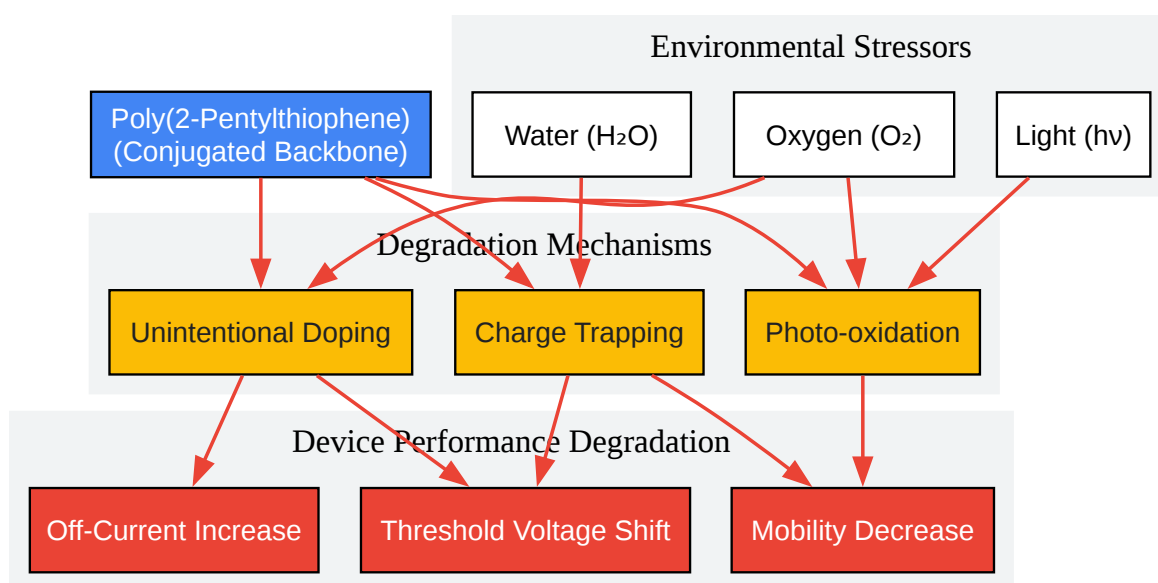 Environmental Stressors
Poly(2-Pentylthiophene)
(Conjugated Backbone)
Water (H₂O)
Oxygen (O₂)
Light (hν)
Degradation Mechanisms
Unintentional Doping
Charge Trapping
Photo-oxidation
Device Performance Degradation
Off-Current Increase
Threshold Voltage Shift
Mobility Decrease